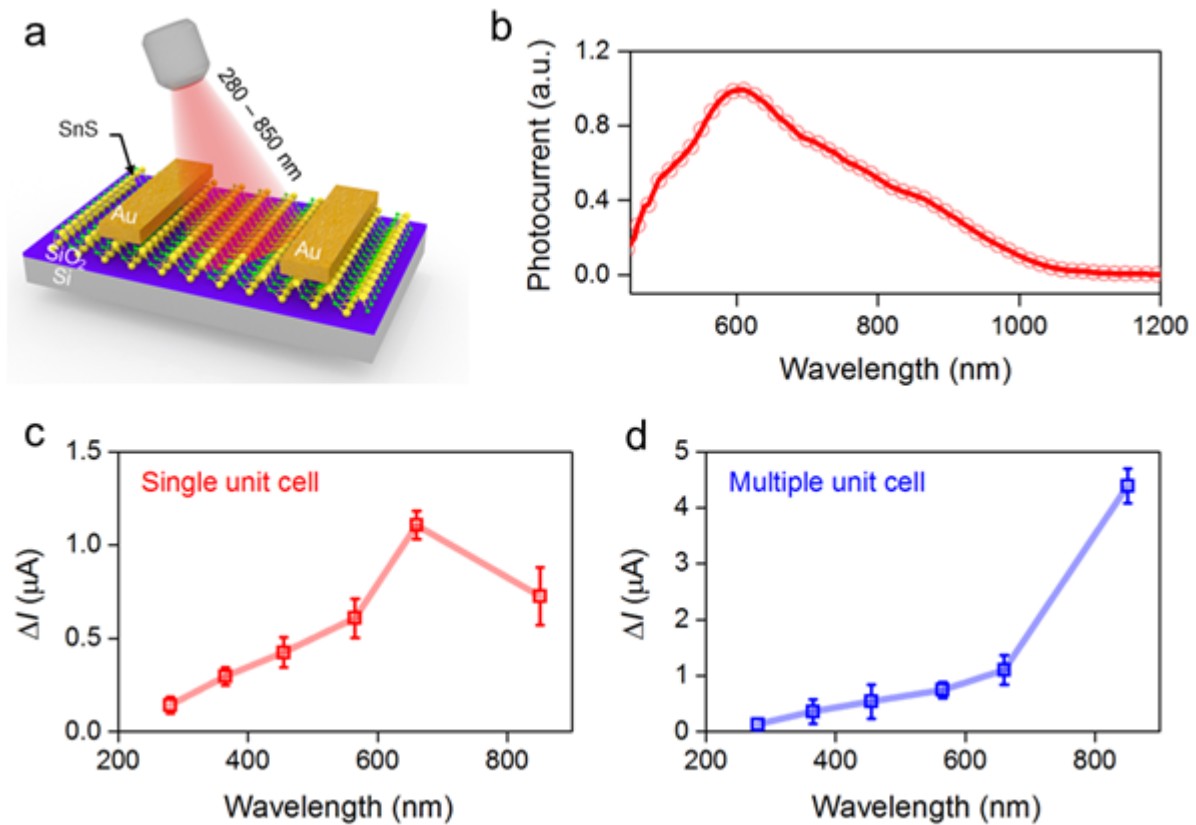 a
280 – 850 nm
SnS
Au
Au
SiO2
Si
b
Photocurrent (a.u.)
1.2
0.8
0.4
0.0
600
800
1000
1200
Wavelength (nm)
c
Single unit cell
ΔI (μA)
1.5
1.0
0.5
0.0
200
400
600
800
Wavelength (nm)
d
Multiple unit cell
ΔI (μA)
5
4
3
2
1
0
200
400
600
800
Wavelength (nm)